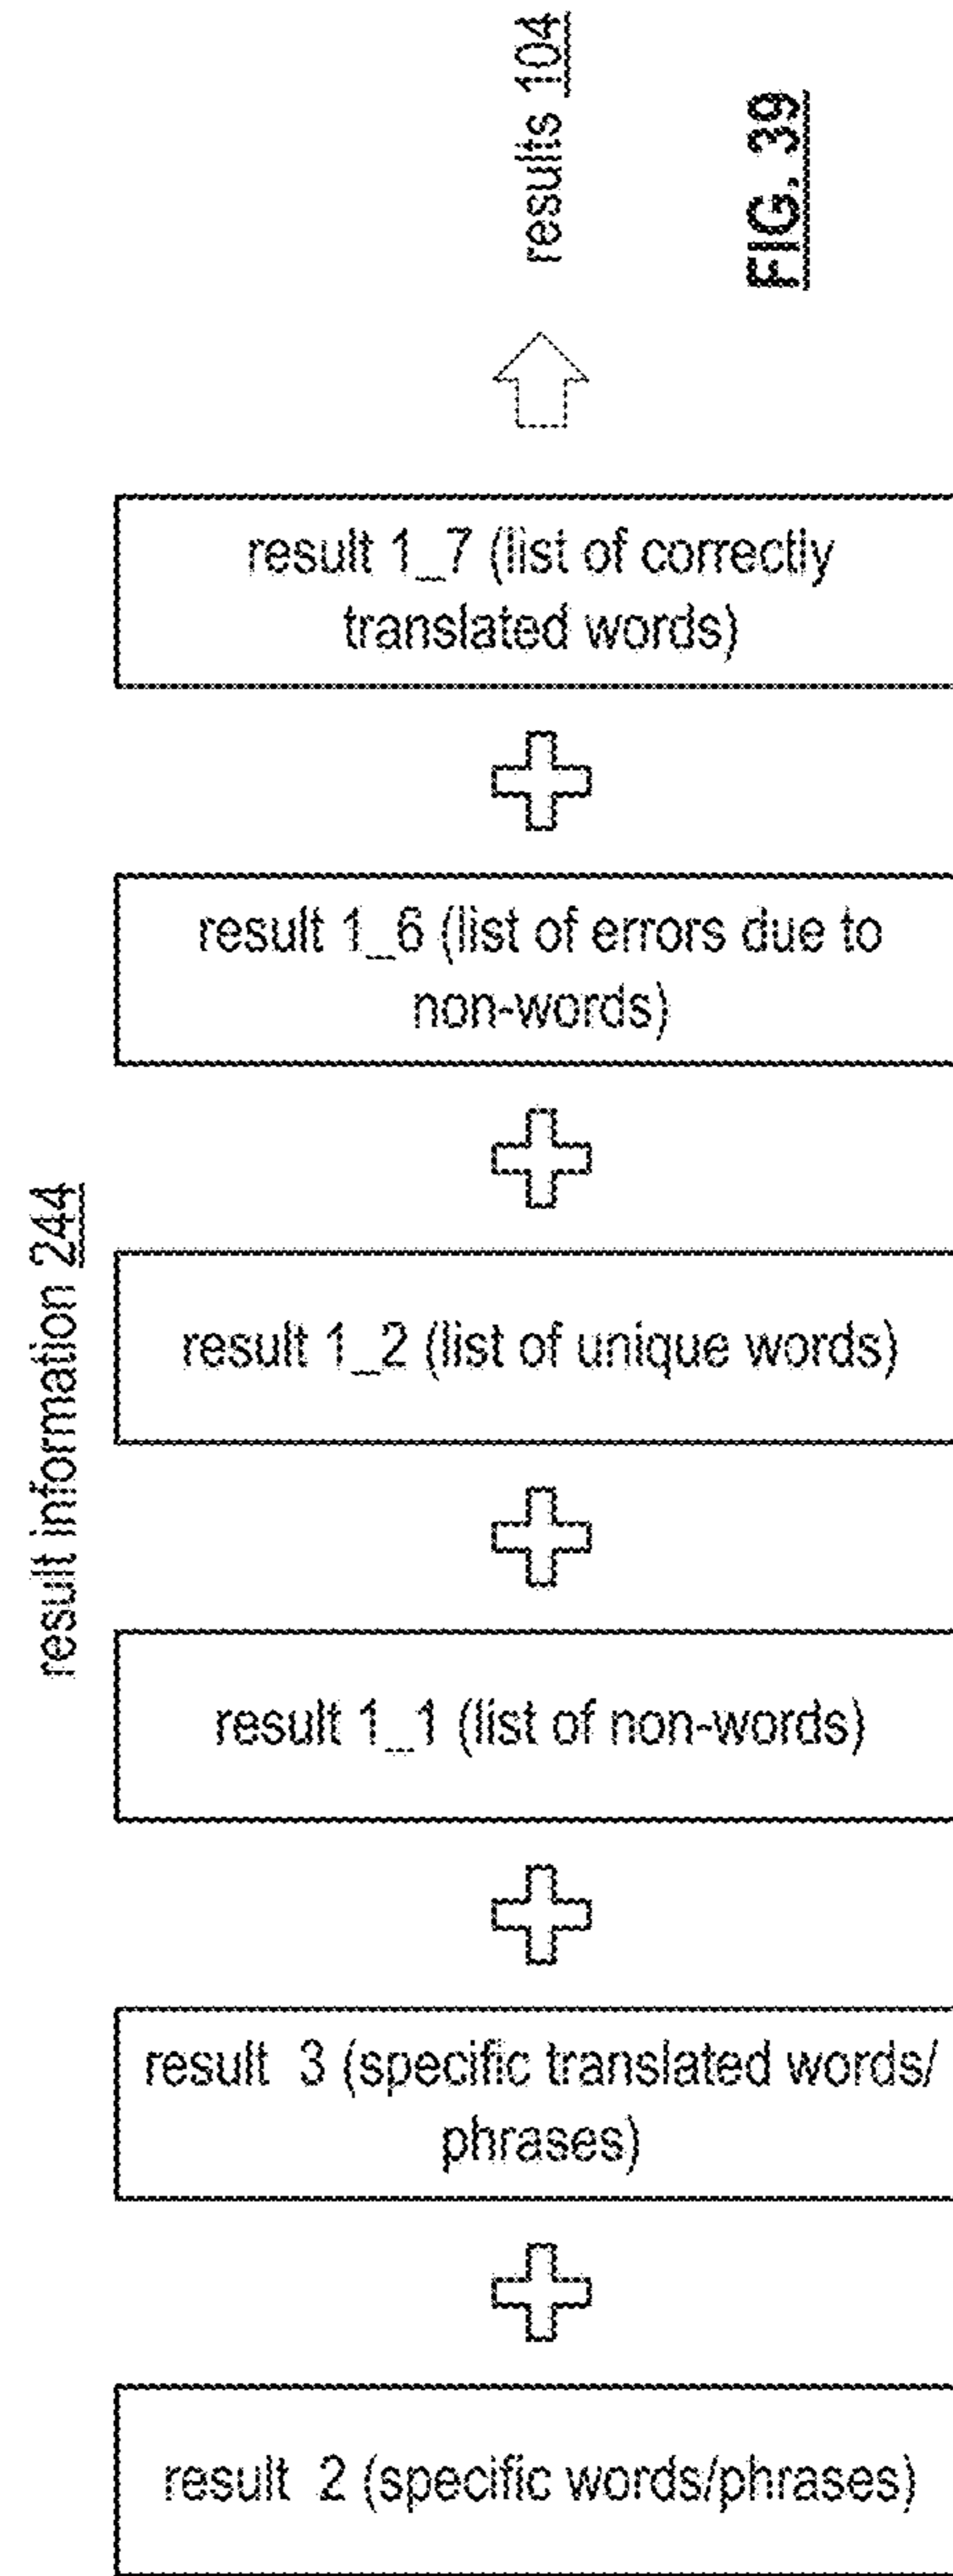 results 104
FIG. 39
result 1_7 (list of correctly
translated words)
result 1_6 (list of errors due to
non-words)
result information 244
result 1_2 (list of unique words)
result 1_1 (list of non-words)
result 3 (specific translated words/
phrases)
result 2 (specific words/phrases)